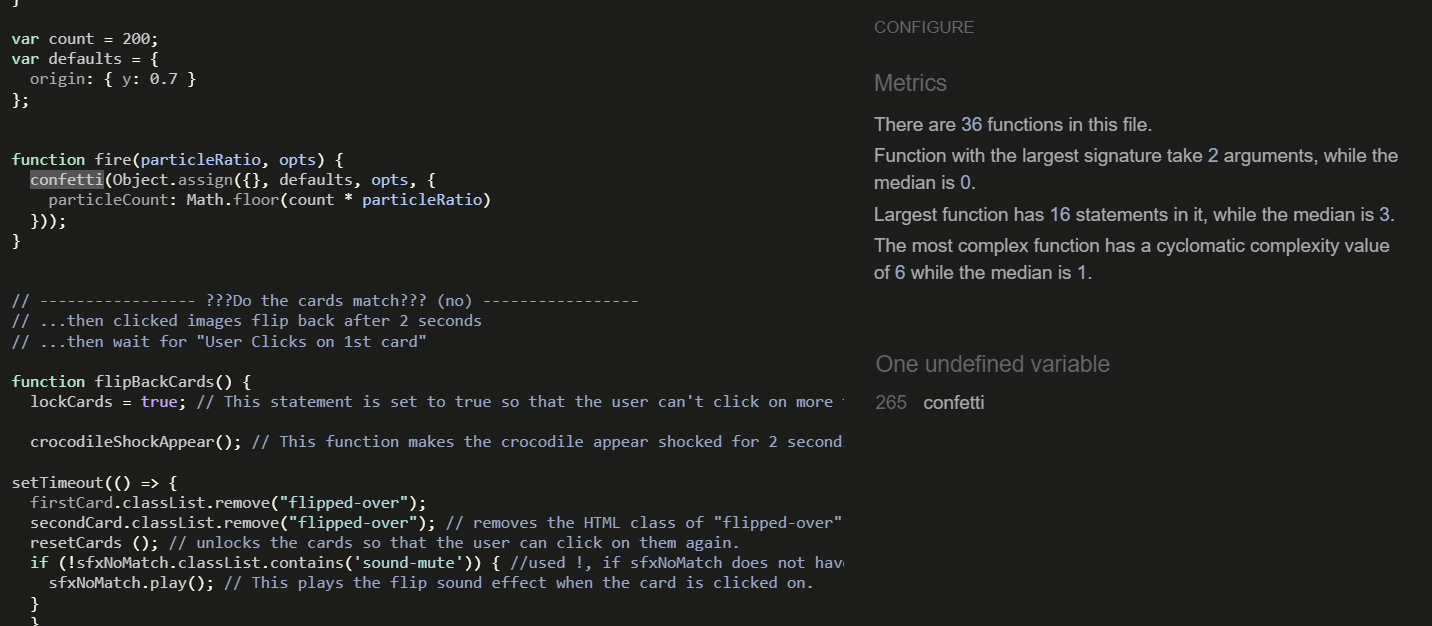 }
var count = 200;
var defaults = {
origin: { y: 0.7 }
};
function fire(particleRatio, opts) {
confetti(Object.assign({}, defaults, opts, {
particleCount: Math.floor(count * particleRatio)
}));
}
// ----------------- ???Do the cards match??? (no) -----------------
// ...then clicked images flip back after 2 seconds
// ...then wait for "User Clicks on 1st card"
function flipBackCards() {
lockCards = true; // This statement is set to true so that the user can't click on more
crocodileShockAppear(); // This function makes the crocodile appear shocked for 2 second
setTimeout(() => {
firstCard.classList.remove("flipped-over");
secondCard.classList.remove("flipped-over"); // removes the HTML class of "flipped-over"
resetCards (); // unlocks the cards so that the user can click on them again.
if (!sfxNoMatch.classList.contains('sound-mute')) { //used !, if sfxNoMatch does not hav
sfxNoMatch.play(); // This plays the flip sound effect when the card is clicked on.
}
}
CONFIGURE
Metrics
There are 36 functions in this file.
Function with the largest signature take 2 arguments, while the
median is 0.
Largest function has 16 statements in it, while the median is 3.
The most complex function has a cyclomatic complexity value
of 6 while the median is 1.
One undefined variable
265 confetti